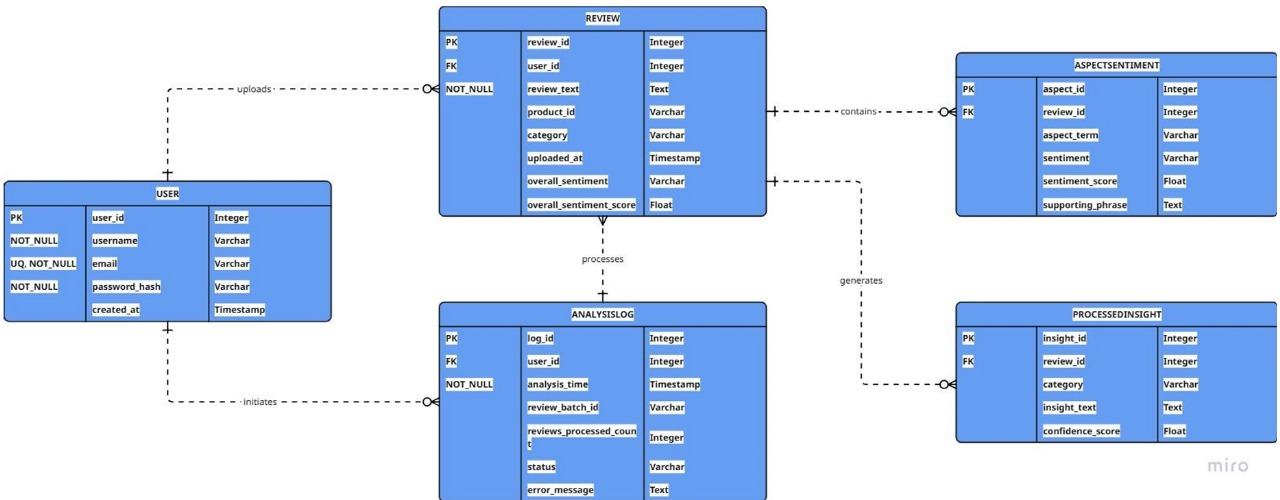 REVIEW
PK review_id Integer
FK user_id Integer
NOT_NULL review_text Text
product_id Varchar
category Varchar
uploaded_at Timestamp
overall_sentiment Varchar
overall_sentiment_score Float
uploads
contains
ASPECTSENTIMENT
PK aspect_id Integer
FK review_id Integer
aspect_term Varchar
sentiment Varchar
sentiment_score Float
supporting_phrase Text
USER
PK user_id Integer
NOT_NULL username Varchar
UQ, NOT_NULL email Varchar
NOT_NULL password_hash Varchar
created_at Timestamp
processes
generates
initiates
ANALYSISLOG
PK log_id Integer
FK user_id Integer
NOT_NULL analysis_time Timestamp
review_batch_id Varchar
reviews_processed_coun
t Integer
status Varchar
error_message Text
PROCESSEDINSIGHT
PK insight_id Integer
FK review_id Integer
category Varchar
insight_text Text
confidence_score Float
miro